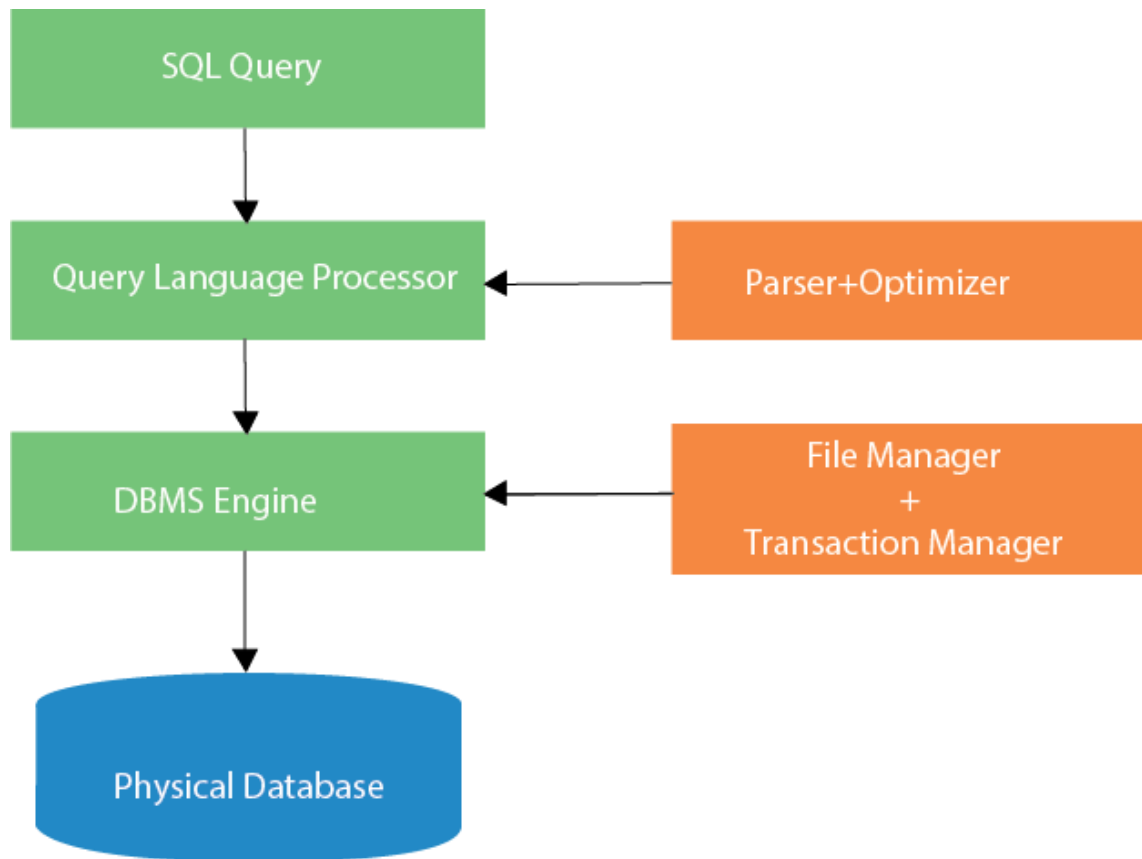 SQL Query
Query Language Processor
Parser+Optimizer
DBMS Engine
File Manager
+
Transaction Manager
Physical Database